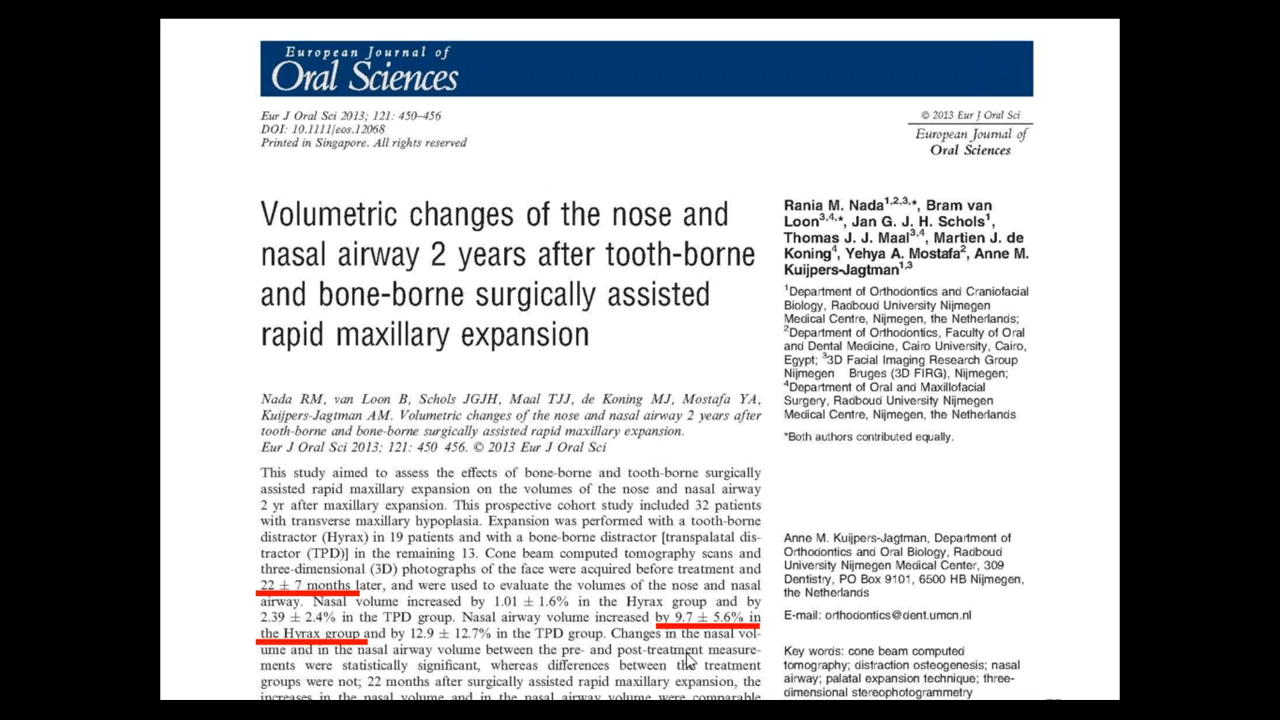 European Journal of
Oral Sciences
Eur J Oral Sci 2013; 121: 450–456
DOI: 10.1111/eos.12068
Printed in Singapore. All rights reserved
© 2013 Eur J Oral Sci
European Journal of
Oral Sciences
Volumetric changes of the nose and
nasal airway 2 years after tooth-borne
and bone-borne surgically assisted
rapid maxillary expansion
Rania M. Nada1,2,3,*, Bram van
Loon3,4,*, Jan G. J. H. Schols1,
Thomas J. J. Maal3,4, Martien J. de
Koning4, Yehya A. Mostafa2, Anne M.
Kuijpers-Jagtman1,3
1Department of Orthodontics and Craniofacial
Biology, Radboud University Nijmegen
Medical Centre, Nijmegen, the Netherlands;
2Department of Orthodontics, Faculty of Oral
and Dental Medicine, Cairo University, Cairo,
Egypt; 33D Facial Imaging Research Group
Nijmegen Bruges (3D FIRG), Nijmegen;
4Department of Oral and Maxillofacial
Surgery, Radboud University Nijmegen
Medical Centre, Nijmegen, the Netherlands
*Both authors contributed equally.
Nada RM, van Loon B, Schols JGJH, Maal TJJ, de Koning MJ, Mostafa YA,
Kuijpers-Jagtman AM. Volumetric changes of the nose and nasal airway 2 years after
tooth-borne and bone-borne surgically assisted rapid maxillary expansion.
Eur J Oral Sci 2013; 121: 450 456. © 2013 Eur J Oral Sci
This study aimed to assess the effects of bone-borne and tooth-borne surgically
assisted rapid maxillary expansion on the volumes of the nose and nasal airway
2 yr after maxillary expansion. This prospective cohort study included 32 patients
with transverse maxillary hypoplasia. Expansion was performed with a tooth-borne
distractor (Hyrax) in 19 patients and with a bone-borne distractor [transpalatal dis-
tractor (TPD)] in the remaining 13. Cone beam computed tomography scans and
three-dimensional (3D) photographs of the face were acquired before treatment and
22 ± 7 months later, and were used to evaluate the volumes of the nose and nasal
airway. Nasal volume increased by 1.01 ± 1.6% in the Hyrax group and by
2.39 ± 2.4% in the TPD group. Nasal airway volume increased by 9.7 ± 5.6% in
the Hyrax group and by 12.9 ± 12.7% in the TPD group. Changes in the nasal vol-
ume and in the nasal airway volume between the pre- and post-treatment measure-
ments were statistically significant, whereas differences between the treatment
groups were not; 22 months after surgically assisted rapid maxillary expansion, the
increases in the nasal volume and in the nasal airway volume were comparable
Anne M. Kuijpers-Jagtman, Department of
Orthodontics and Oral Biology, Radboud
University Nijmegen Medical Center, 309
Dentistry, PO Box 9101, 6500 HB Nijmegen,
the Netherlands
E-mail: orthodontics@dent.umcn.nl
Key words: cone beam computed
tomography; distraction osteogenesis; nasal
airway; palatal expansion technique; three-
dimensional stereophotogrammetry